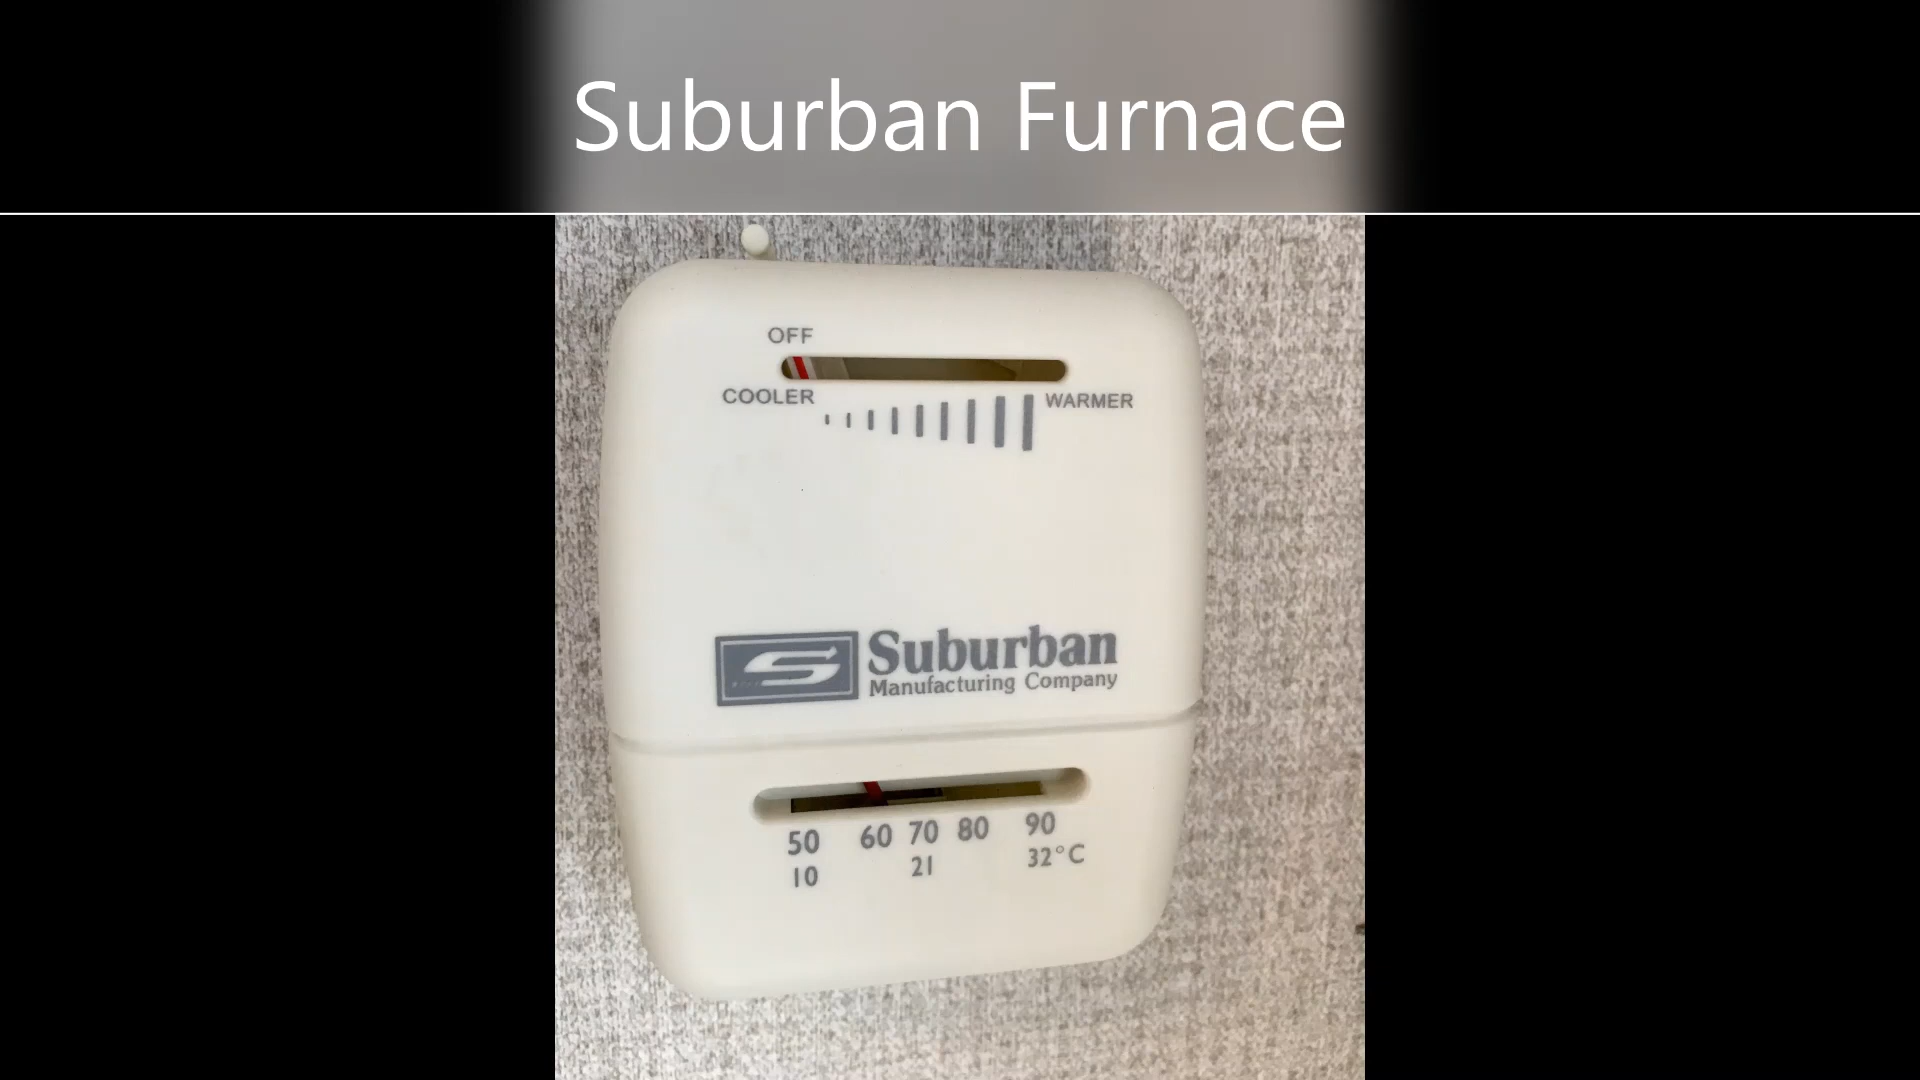 Suburban Furnace
OFF
COOLER
WARMER
Suburban
Manufacturing Company
50 60 70 80 90
10 21 32°C